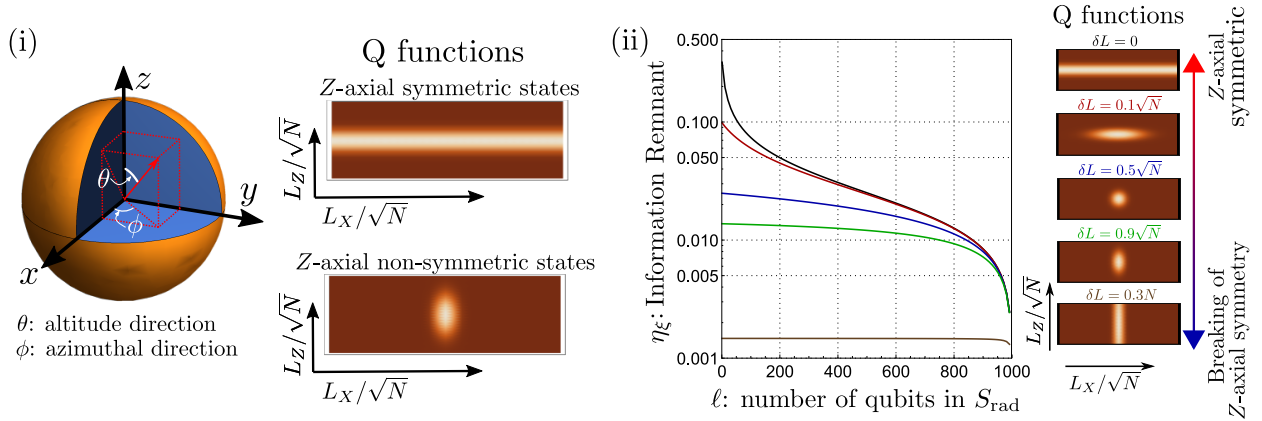 (i)
z
y
x
θ
ϕ
θ: altitude direction
ϕ: azimuthal direction
Q functions
Z-axial symmetric states
L_Z/√N
L_X/√N
Z-axial non-symmetric states
L_Z/√N
L_X/√N
(ii)
η_ξ: Information Remnant
0.500
0.100
0.050
0.010
0.005
0.001
0 200 400 600 800 1000
ℓ: number of qubits in S_rad
Q functions
δL = 0
δL = 0.1√N
δL = 0.5√N
δL = 0.9√N
δL = 0.3N
L_Z/√N
L_X/√N
Z-axial
symmetric
Breaking of
Z-axial symmetry